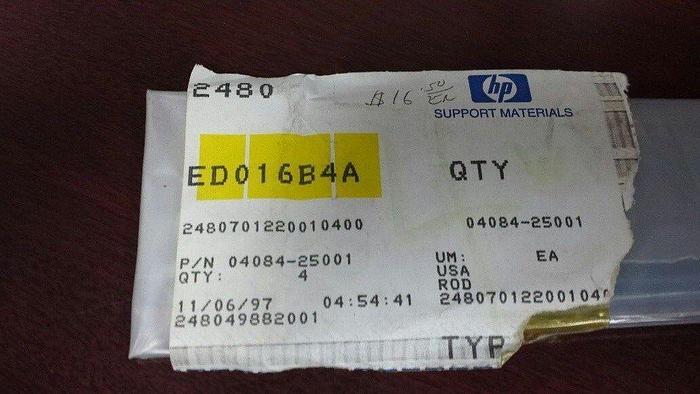 2480
$16.50/EA
hp
SUPPORT MATERIALS
ED016B4A
QTY
2480701220010400
04084-25001
P/N 04084-25001
UM: EA
QTY: 4
USA
ROD
11/06/97 04:54:41
248070122001040
248049882001
TYP